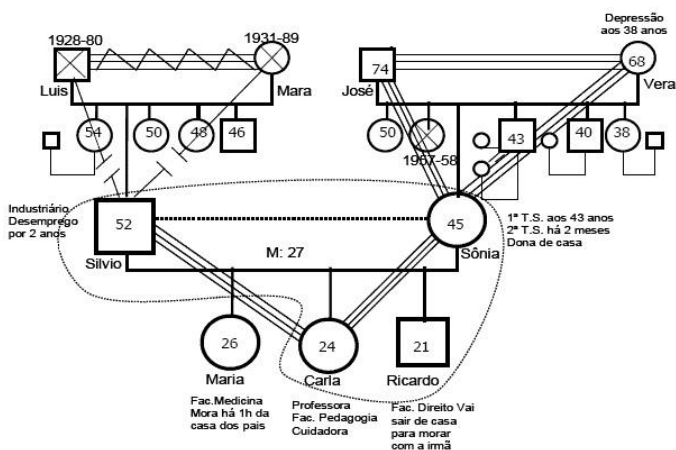 1928-80
1931-89
Depressão
aos 38 anos
74
68
Luis
Mara
José
Vera
54
50
48
46
50
1957-58
43
40
38
Industriário
Desemprego
por 2 anos
52
45
1ª T.S. aos 43 anos
2ª T.S. há 2 meses
Dona de casa
Silvio
M: 27
Sônia
26
24
21
Maria
Carla
Ricardo
Fac.Medicina
Mora há 1h da
casa dos pais
Professora
Fac. Pedagogia
Cuidadora
Fac. Direito Vai
sair de casa
para morar
com a irmã